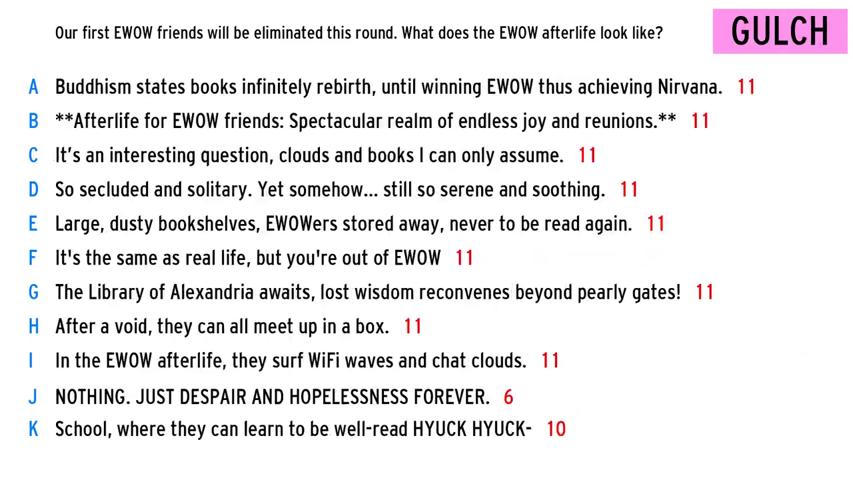 Our first EWOW friends will be eliminated this round. What does the EWOW afterlife look like?
GULCH
A Buddhism states books infinitely rebirth, until winning EWOW thus achieving Nirvana. 11
B **Afterlife for EWOW friends: Spectacular realm of endless joy and reunions.** 11
C It's an interesting question, clouds and books I can only assume. 11
D So secluded and solitary. Yet somehow... still so serene and soothing. 11
E Large, dusty bookshelves, EWOWers stored away, never to be read again. 11
F It's the same as real life, but you're out of EWOW 11
G The Library of Alexandria awaits, lost wisdom reconvenes beyond pearly gates! 11
H After a void, they can all meet up in a box. 11
I In the EWOW afterlife, they surf WiFi waves and chat clouds. 11
J NOTHING. JUST DESPAIR AND HOPELESSNESS FOREVER. 6
K School, where they can learn to be well-read HYUCK HYUCK- 10